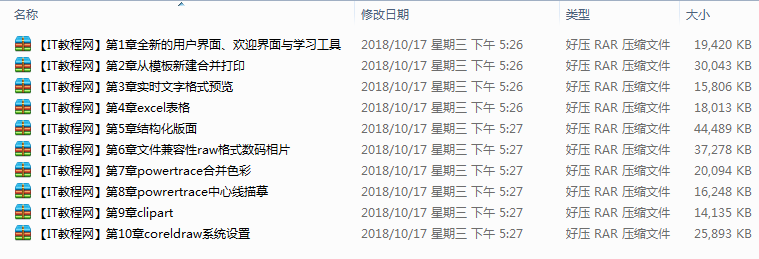 名称 修改日期 类型 大小
【IT教程网】第1章全新的用户界面、欢迎界面与学习工具 2018/10/17 星期三 下午 5:26 好压 RAR 压缩文件 19,420 KB
【IT教程网】第2章从模板新建合并打印 2018/10/17 星期三 下午 5:26 好压 RAR 压缩文件 30,043 KB
【IT教程网】第3章实时文字格式预览 2018/10/17 星期三 下午 5:26 好压 RAR 压缩文件 15,806 KB
【IT教程网】第4章excel表格 2018/10/17 星期三 下午 5:26 好压 RAR 压缩文件 18,013 KB
【IT教程网】第5章结构化版面 2018/10/17 星期三 下午 5:27 好压 RAR 压缩文件 44,489 KB
【IT教程网】第6章文件兼容性raw格式数码相片 2018/10/17 星期三 下午 5:27 好压 RAR 压缩文件 37,278 KB
【IT教程网】第7章powertrace合并色彩 2018/10/17 星期三 下午 5:27 好压 RAR 压缩文件 20,094 KB
【IT教程网】第8章powrertrace中心线描摹 2018/10/17 星期三 下午 5:27 好压 RAR 压缩文件 16,248 KB
【IT教程网】第9章clipart 2018/10/17 星期三 下午 5:27 好压 RAR 压缩文件 14,135 KB
【IT教程网】第10章coreldraw系统设置 2018/10/17 星期三 下午 5:27 好压 RAR 压缩文件 25,893 KB